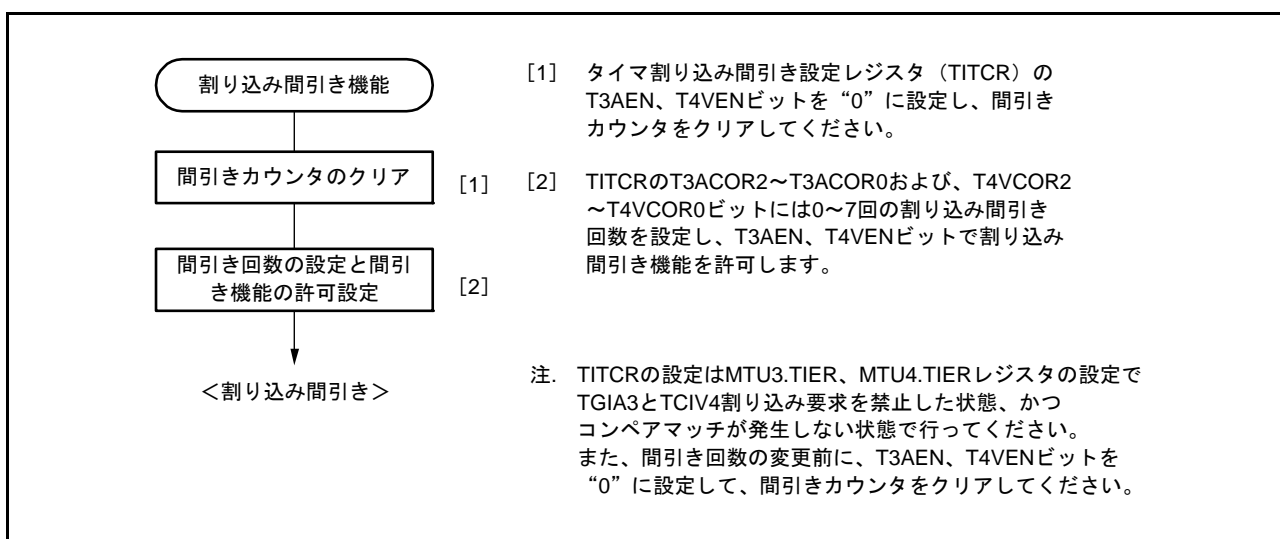 割り込み間引き機能
間引きカウンタのクリア
[1]
間引き回数の設定と間引
き機能の許可設定
[2]
＜割り込み間引き＞
[1] タイマ割り込み間引き設定レジスタ（TITCR）の
T3AEN、T4VENビットを“0”に設定し、間引き
カウンタをクリアしてください。
[2] TITCRのT3ACOR2～T3ACOR0および、T4VCOR2
～T4VCOR0ビットには0～7回の割り込み間引き
回数を設定し、T3AEN、T4VENビットで割り込み
間引き機能を許可します。
注. TITCRの設定はMTU3.TIER、MTU4.TIERレジスタの設定で
TGIA3とTCIV4割り込み要求を禁止した状態、かつ
コンペアマッチが発生しない状態で行ってください。
また、間引き回数の変更前に、T3AEN、T4VENビットを
“0”に設定して、間引きカウンタをクリアしてください。